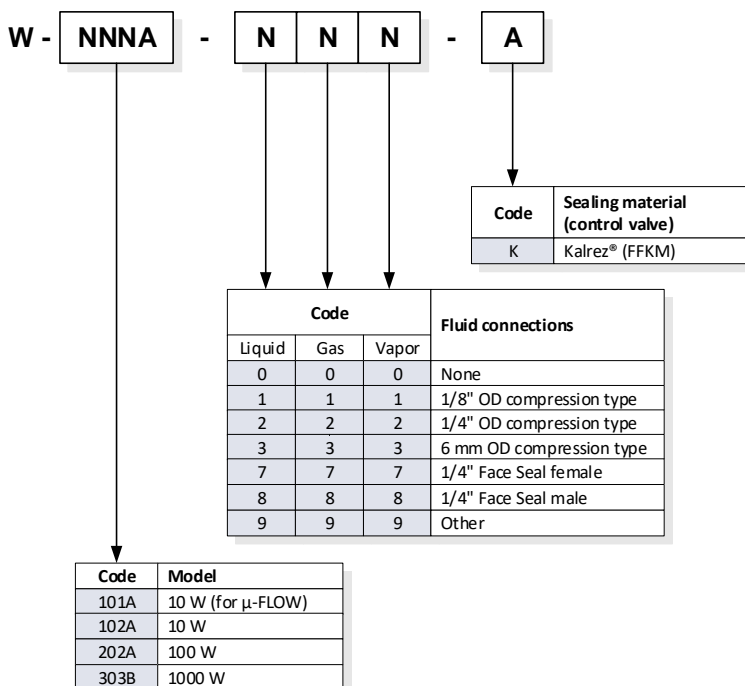 W - NNNA - N N N - A
Code Sealing material (control valve)
K Kalrez® (FFKM)
Code Fluid connections
Liquid Gas Vapor
0 0 0 None
1 1 1 1/8" OD compression type
2 2 2 1/4" OD compression type
3 3 3 6 mm OD compression type
7 7 7 1/4" Face Seal female
8 8 8 1/4" Face Seal male
9 9 9 Other
Code Model
101A 10 W (for µ-FLOW)
102A 10 W
202A 100 W
303B 1000 W